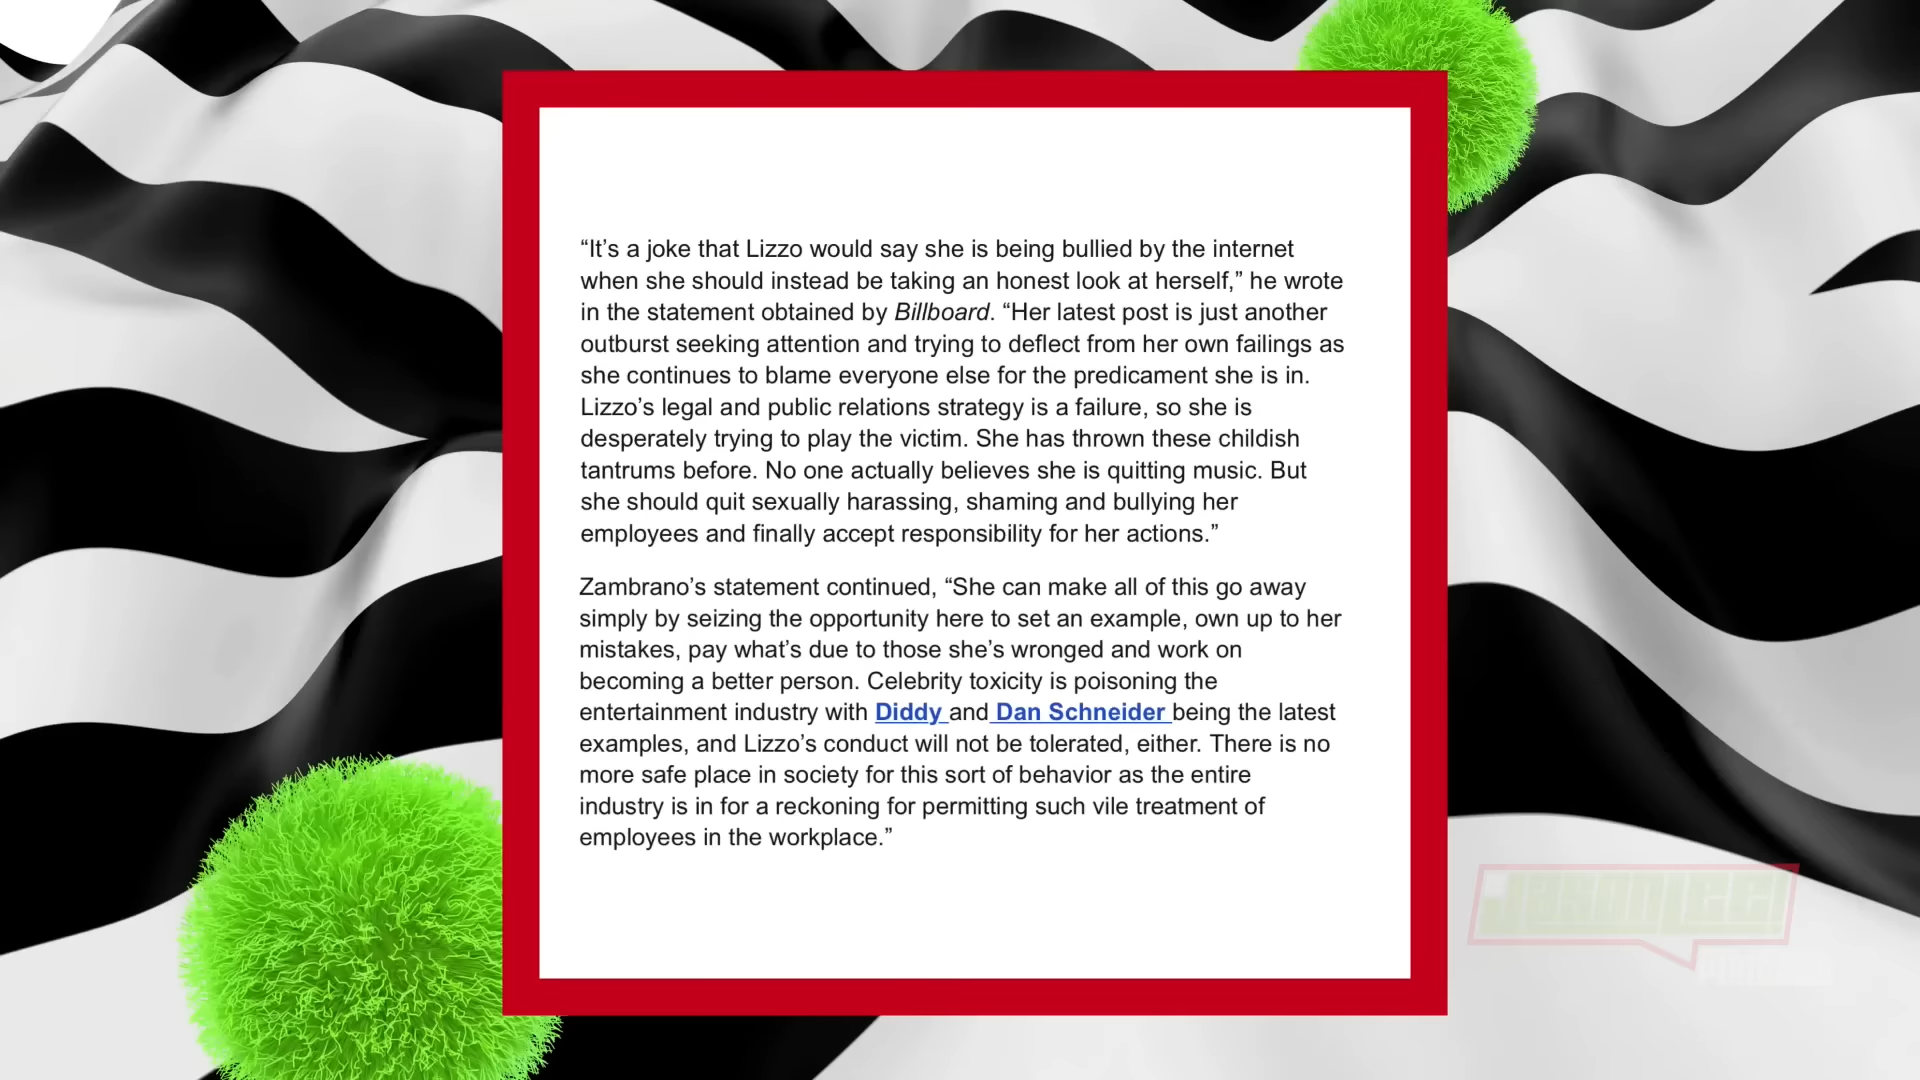 “It’s a joke that Lizzo would say she is being bullied by the internet
when she should instead be taking an honest look at herself,” he wrote
in the statement obtained by Billboard. “Her latest post is just another
outburst seeking attention and trying to deflect from her own failings as
she continues to blame everyone else for the predicament she is in.
Lizzo’s legal and public relations strategy is a failure, so she is
desperately trying to play the victim. She has thrown these childish
tantrums before. No one actually believes she is quitting music. But
she should quit sexually harassing, shaming and bullying her
employees and finally accept responsibility for her actions.”
Zambrano’s statement continued, “She can make all of this go away
simply by seizing the opportunity here to set an example, own up to her
mistakes, pay what’s due to those she’s wronged and work on
becoming a better person. Celebrity toxicity is poisoning the
entertainment industry with Diddy and Dan Schneider being the latest
examples, and Lizzo’s conduct will not be tolerated, either. There is no
more safe place in society for this sort of behavior as the entire
industry is in for a reckoning for permitting such vile treatment of
employees in the workplace.”